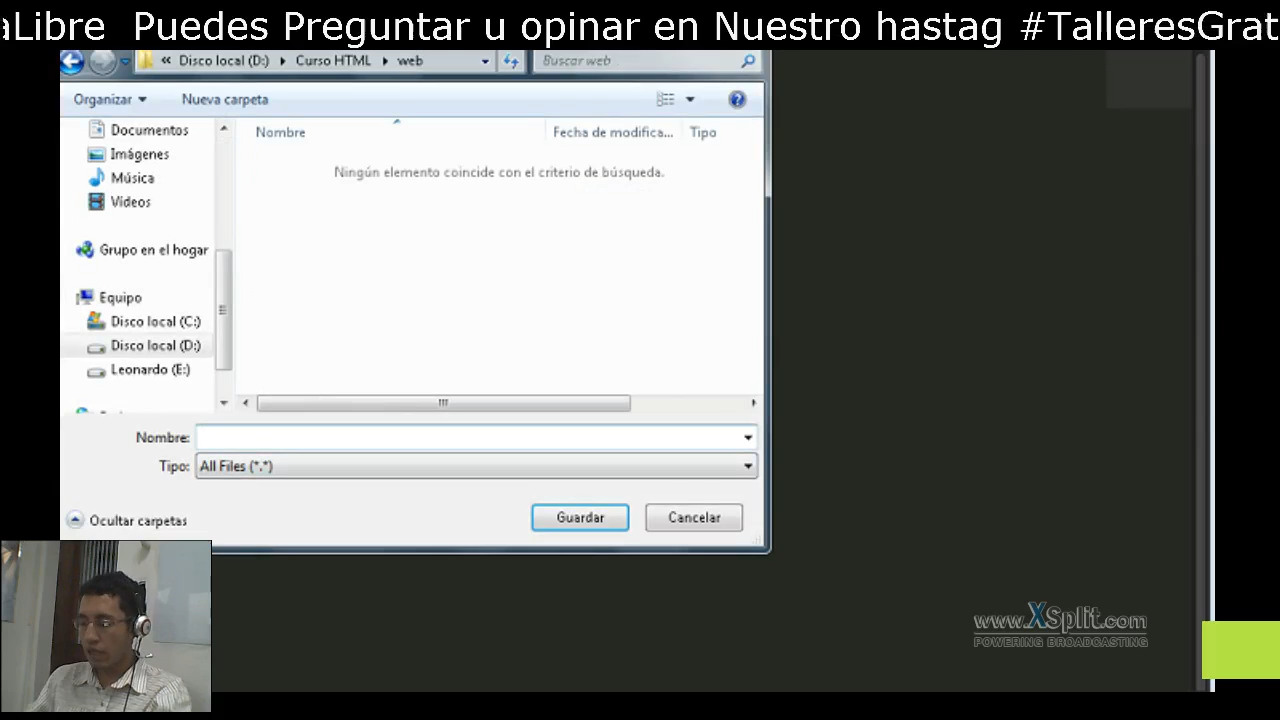 aLibre  Puedes Preguntar u opinar en Nuestro hastag #TalleresGrat
« Disco local (D:) ▸ Curso HTML ▸ web
Buscar web
Organizar
Nueva carpeta
Documentos
Imágenes
Música
Vídeos
Grupo en el hogar
Equipo
Disco local (C:)
Disco local (D:)
Leonardo (E:)
Nombre
Fecha de modifica...
Tipo
Ningún elemento coincide con el criterio de búsqueda.
Nombre:
Tipo: All Files (*.*)
Ocultar carpetas
Guardar
Cancelar
www.XSplit.com
POWERING BROADCASTING